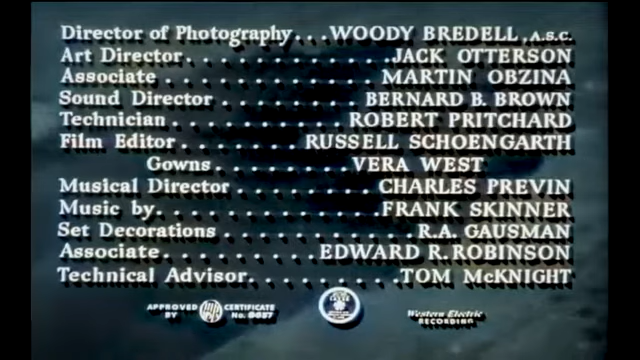 Director of Photography...WOODY BREDELL, A.S.C.
Art Director............JACK OTTERSON
Associate............MARTIN OBZINA
Sound Director........BERNARD B. BROWN
Technician..........ROBERT PRITCHARD
Film Editor.......RUSSELL SCHOENGARTH
Gowns.........VERA WEST
Musical Director........CHARLES PREVIN
Music by.............FRANK SKINNER
Set Decorations...........R.A. GAUSMAN
Associate.........EDWARD R. ROBINSON
Technical Advisor.........TOM McKNIGHT
APPROVED BY CERTIFICATE No.
Western Electric
RECORDING